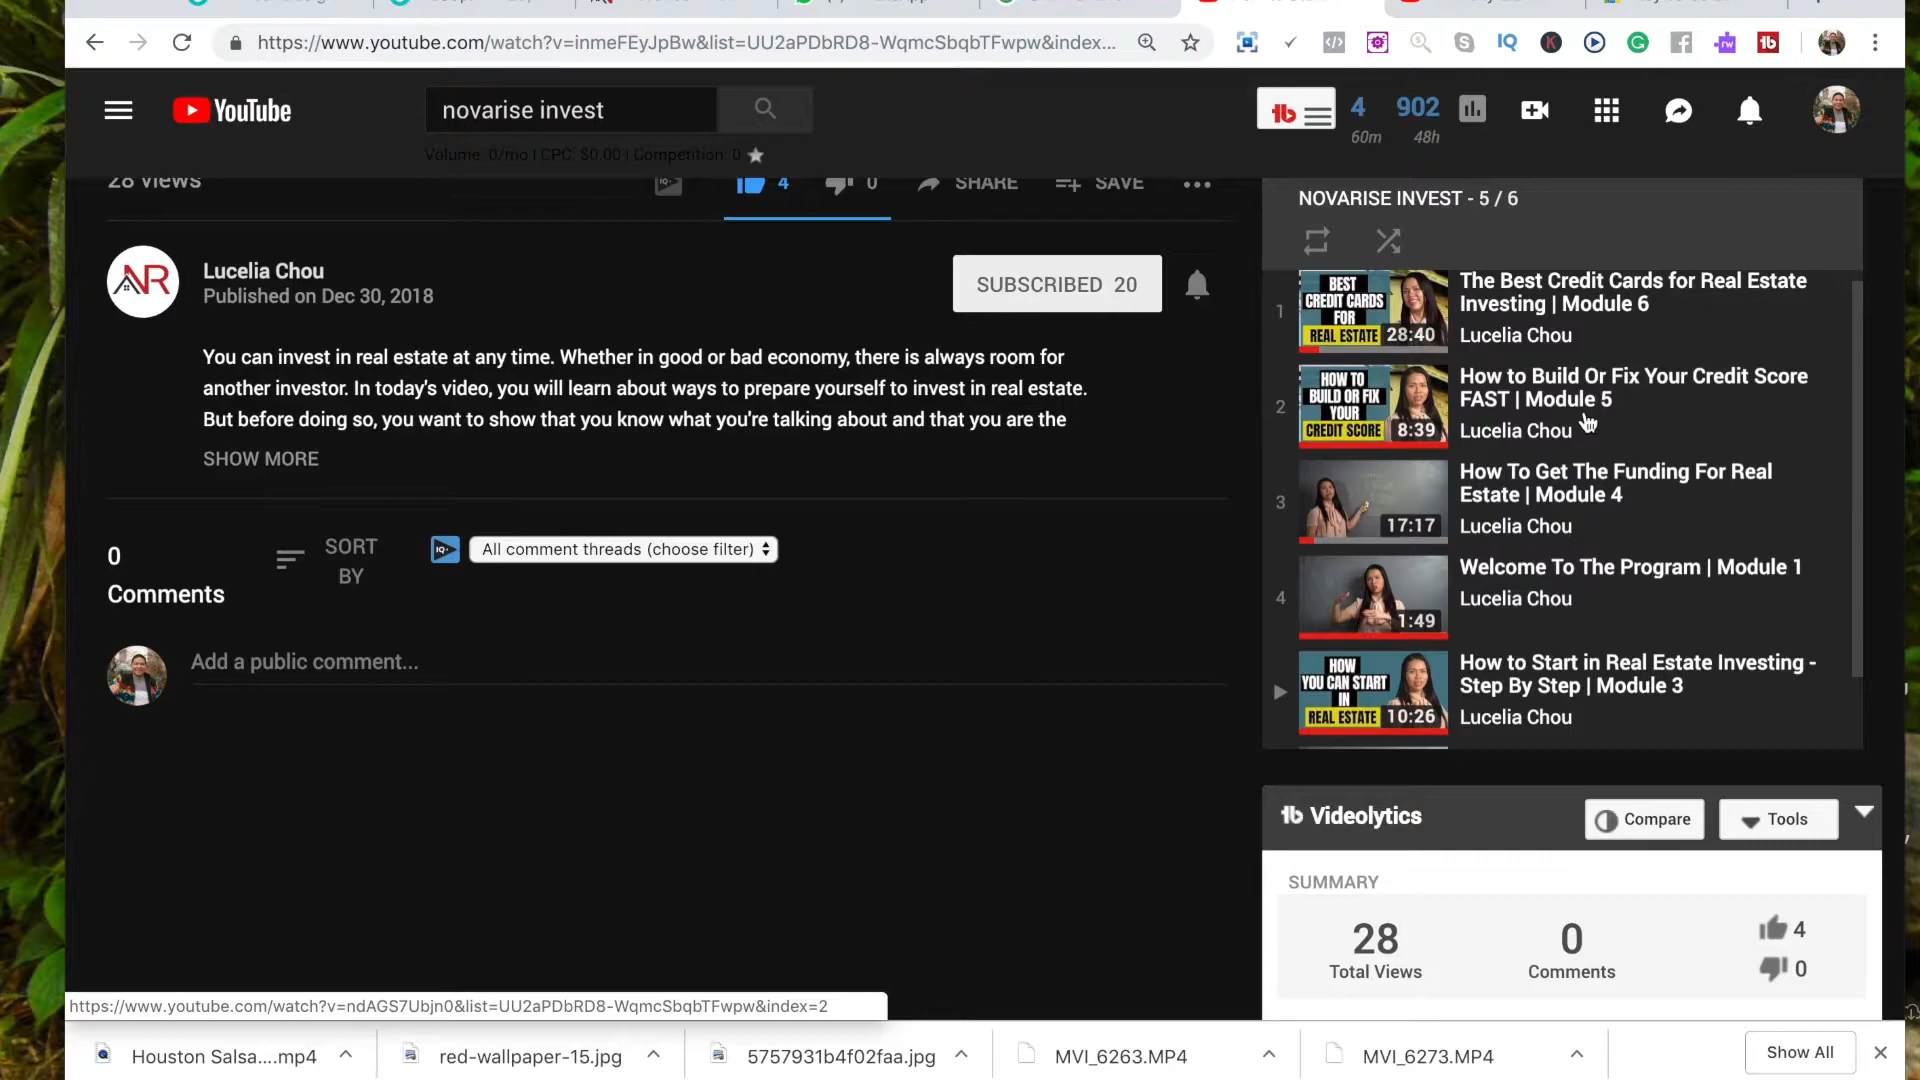 https://www.youtube.com/watch?v=inmeFEyJpBw&list=UU2aPDbRD8-WqmcSbqbTFwpw&index...
IQ
K
rw
YouTube
novarise invest
4
60m
902
48h
Volume: 0/mo | CPC: $0.00 | Competition: 0
28 views
4
0
SHARE
SAVE
NR
Lucelia Chou
Published on Dec 30, 2018
SUBSCRIBED 20
You can invest in real estate at any time. Whether in good or bad economy, there is always room for
another investor. In today's video, you will learn about ways to prepare yourself to invest in real estate.
But before doing so, you want to show that you know what you're talking about and that you are the
SHOW MORE
0
Comments
SORT
BY
IQ
All comment threads (choose filter)
Add a public comment...
NOVARISE INVEST - 5 / 6
1
BEST
CREDIT CARDS
FOR
REAL ESTATE
28:40
The Best Credit Cards for Real Estate
Investing | Module 6
Lucelia Chou
2
HOW TO
BUILD OR FIX
YOUR
CREDIT SCORE
8:39
How to Build Or Fix Your Credit Score
FAST | Module 5
Lucelia Chou
3
17:17
How To Get The Funding For Real
Estate | Module 4
Lucelia Chou
4
1:49
Welcome To The Program | Module 1
Lucelia Chou
HOW
YOU CAN START
IN
REAL ESTATE
10:26
How to Start in Real Estate Investing -
Step By Step | Module 3
Lucelia Chou
Videolytics
Compare
Tools
SUMMARY
28
Total Views
0
Comments
4
0
https://www.youtube.com/watch?v=ndAGS7Ubjn0&list=UU2aPDbRD8-WqmcSbqbTFwpw&index=2
Houston Salsa....mp4
red-wallpaper-15.jpg
5757931b4f02faa.jpg
MVI_6263.MP4
MVI_6273.MP4
Show All